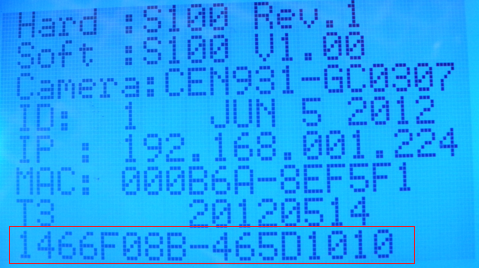 Hard :S100 Rev.1
Soft :S100 V1.00
Camera:CEN931-GC0307
ID: 1 JUN 5 2012
IP : 192.168.001.224
MAC: 000B6A-8EF5F1
T3 20120514
1466F08B-465D1010